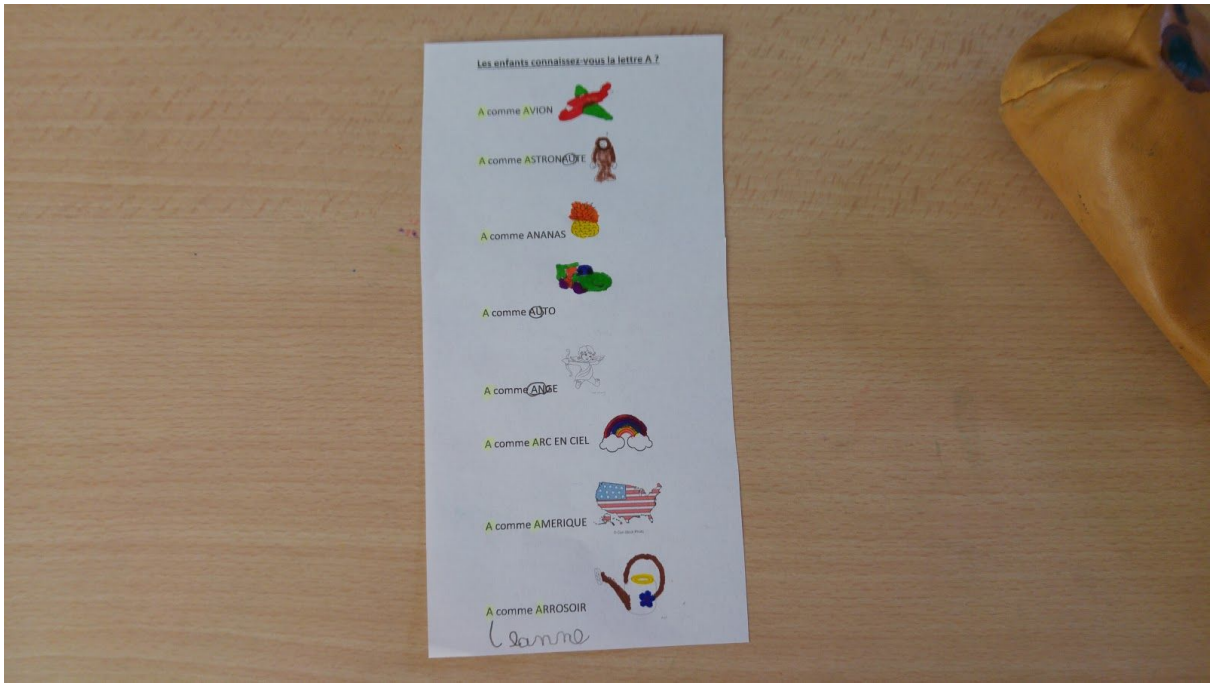 Les enfants connaissez-vous la lettre A ?
A comme AVION
A comme ASTRONAUTE
A comme ANANAS
A comme AUTO
A comme ANGE
A comme ARC EN CIEL
A comme AMERIQUE
A comme ARROSOIR
Leanne